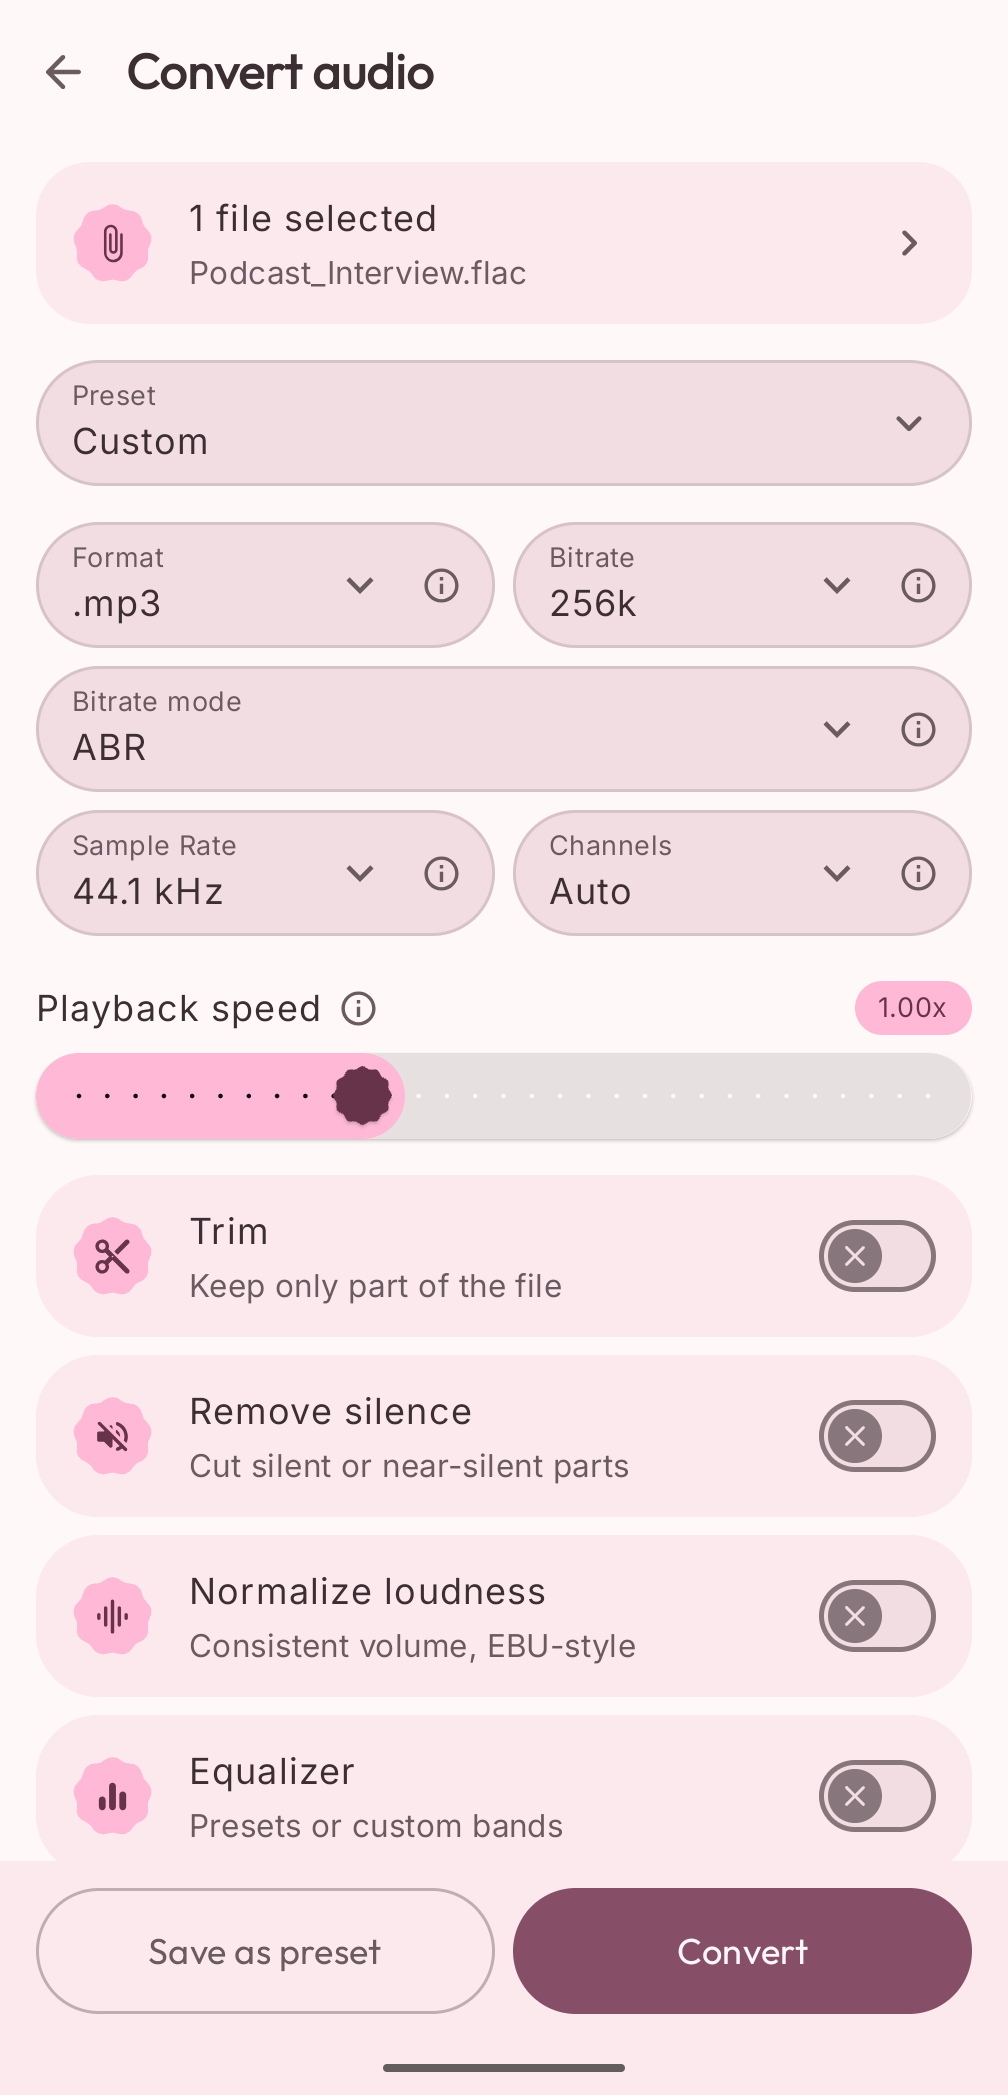 Convert audio
1 file selected
Podcast_Interview.flac
Preset
Custom
Format
.mp3
Bitrate
256k
Bitrate mode
ABR
Sample Rate
44.1 kHz
Channels
Auto
Playback speed
1.00x
Trim
Keep only part of the file
Remove silence
Cut silent or near-silent parts
Normalize loudness
Consistent volume, EBU-style
Equalizer
Presets or custom bands
Save as preset
Convert